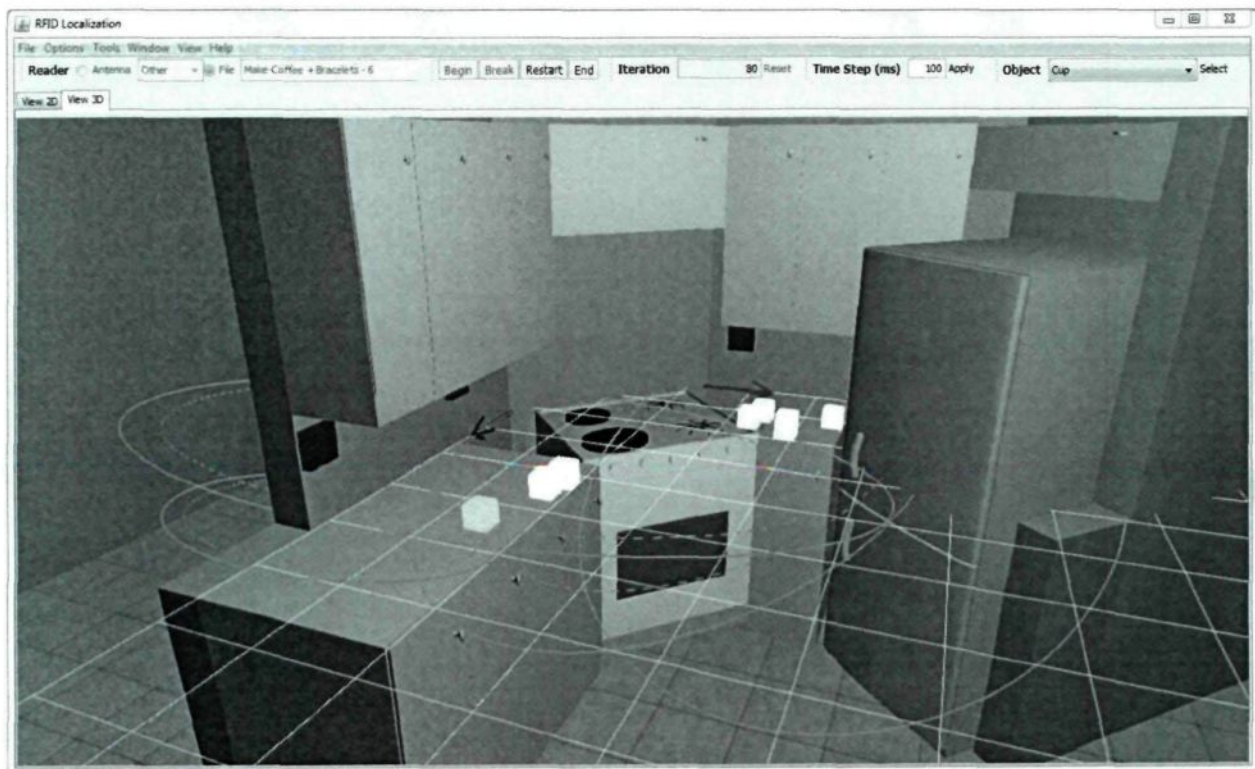 RFID Localization
File Options Tools Window View Help
Reader Antenna Other File Make-Coffee + Bracelets - 6 Begin Break Restart End Iteration 80 Reset Time Step (ms) 100 Apply Object Cup Select
View 2D View 3D